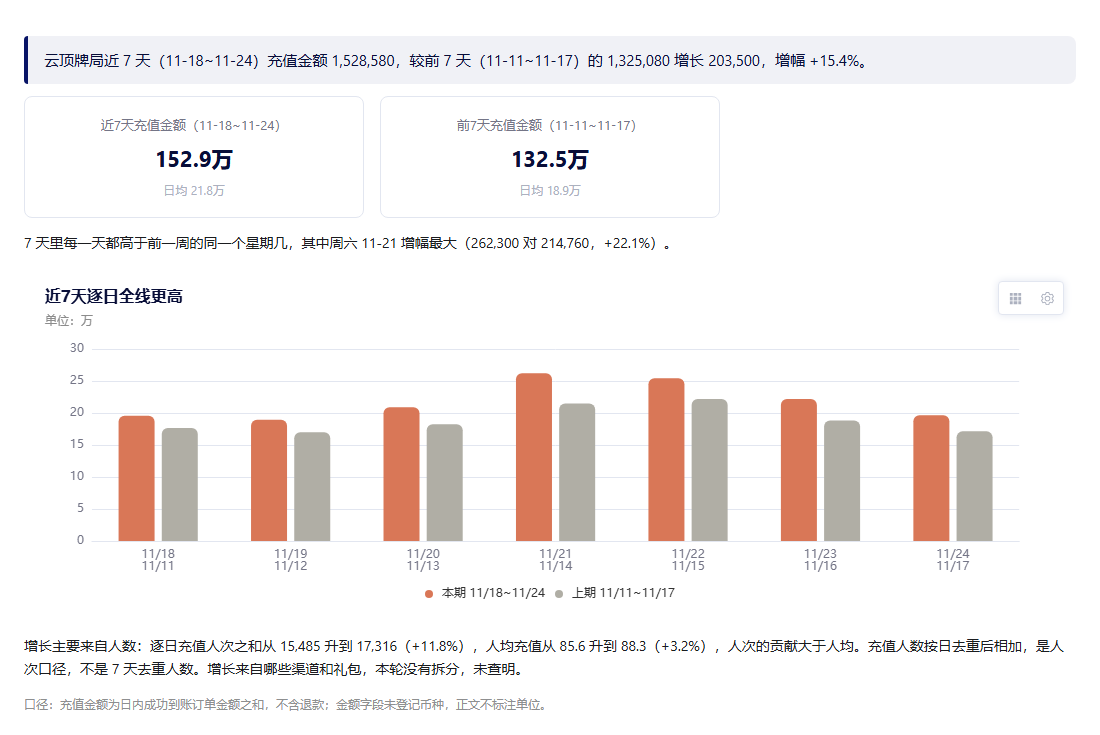 云顶牌局近 7 天（11-18~11-24）充值金额 1,528,580，较前 7 天（11-11~11-17）的 1,325,080 增长 203,500，增幅 +15.4%。
近7天充值金额（11-18~11-24）
152.9万
日均 21.8万
前7天充值金额（11-11~11-17）
132.5万
日均 18.9万
7 天里每一天都高于前一周的同一个星期几，其中周六 11-21 增幅最大（262,300 对 214,760，+22.1%）。
近7天逐日全线更高
单位：万
30
25
20
15
10
5
0
11/18 11/19 11/20 11/21 11/22 11/23 11/24
11/11 11/12 11/13 11/14 11/15 11/16 11/17
本期 11/18~11/24 上期 11/11~11/17
增长主要来自人数：逐日充值人次之和从 15,485 升到 17,316（+11.8%），人均充值从 85.6 升到 88.3（+3.2%），人次的贡献大于人均。充值人数按日去重后相加，是人
次口径，不是 7 天去重人数。增长来自哪些渠道和礼包，本轮没有拆分，未查明。
口径：充值金额为日内成功到账订单金额之和，不含退款；金额字段未登记币种，正文不标注单位。